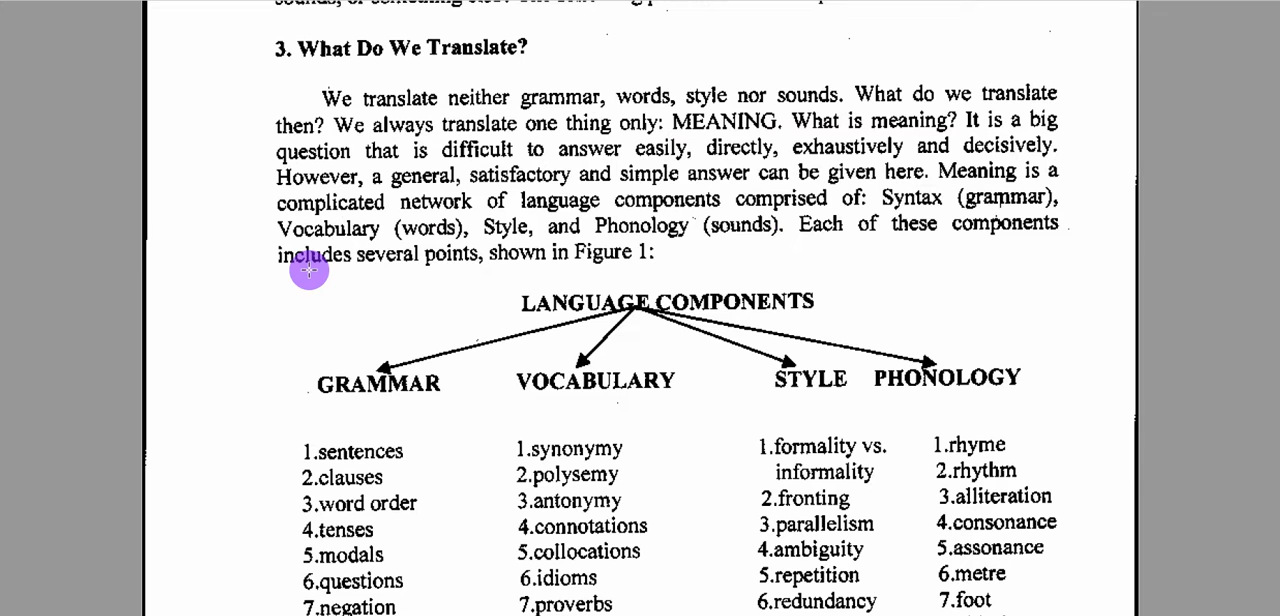 3. What Do We Translate?
We translate neither grammar, words, style nor sounds. What do we translate
then? We always translate one thing only: MEANING. What is meaning? It is a big
question that is difficult to answer easily, directly, exhaustively and decisively.
However, a general, satisfactory and simple answer can be given here. Meaning is a
complicated network of language components comprised of: Syntax (grammar),
Vocabulary (words), Style, and Phonology (sounds). Each of these components
includes several points, shown in Figure 1:
LANGUAGE COMPONENTS
GRAMMAR VOCABULARY STYLE PHONOLOGY
1.sentences 1.synonymy 1.formality vs. 1.rhyme
2.clauses 2.polysemy informality 2.rhythm
3.word order 3.antonymy 2.fronting 3.alliteration
4.tenses 4.connotations 3.parallelism 4.consonance
5.modals 5.collocations 4.ambiguity 5.assonance
6.questions 6.idioms 5.repetition 6.metre
7.negation 7.proverbs 6.redundancy 7.foot